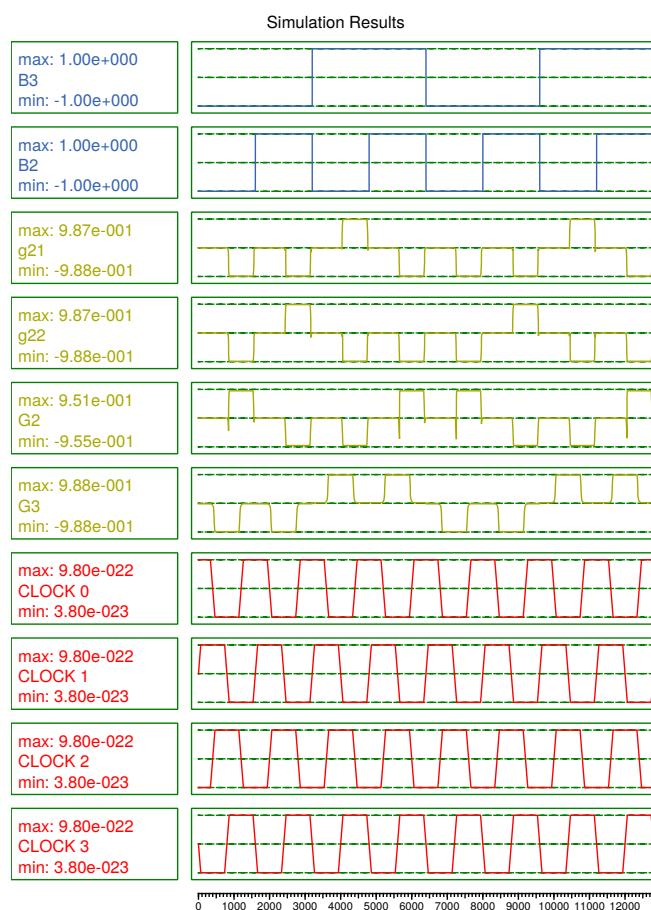 Simulation Results
max: 1.00e+000
B3
min: -1.00e+000
max: 1.00e+000
B2
min: -1.00e+000
max: 9.87e-001
g21
min: -9.88e-001
max: 9.87e-001
g22
min: -9.88e-001
max: 9.51e-001
G2
min: -9.55e-001
max: 9.88e-001
G3
min: -9.88e-001
max: 9.80e-022
CLOCK 0
min: 3.80e-023
max: 9.80e-022
CLOCK 1
min: 3.80e-023
max: 9.80e-022
CLOCK 2
min: 3.80e-023
max: 9.80e-022
CLOCK 3
min: 3.80e-023
0 1000 2000 3000 4000 5000 6000 7000 8000 9000 10000 11000 12000